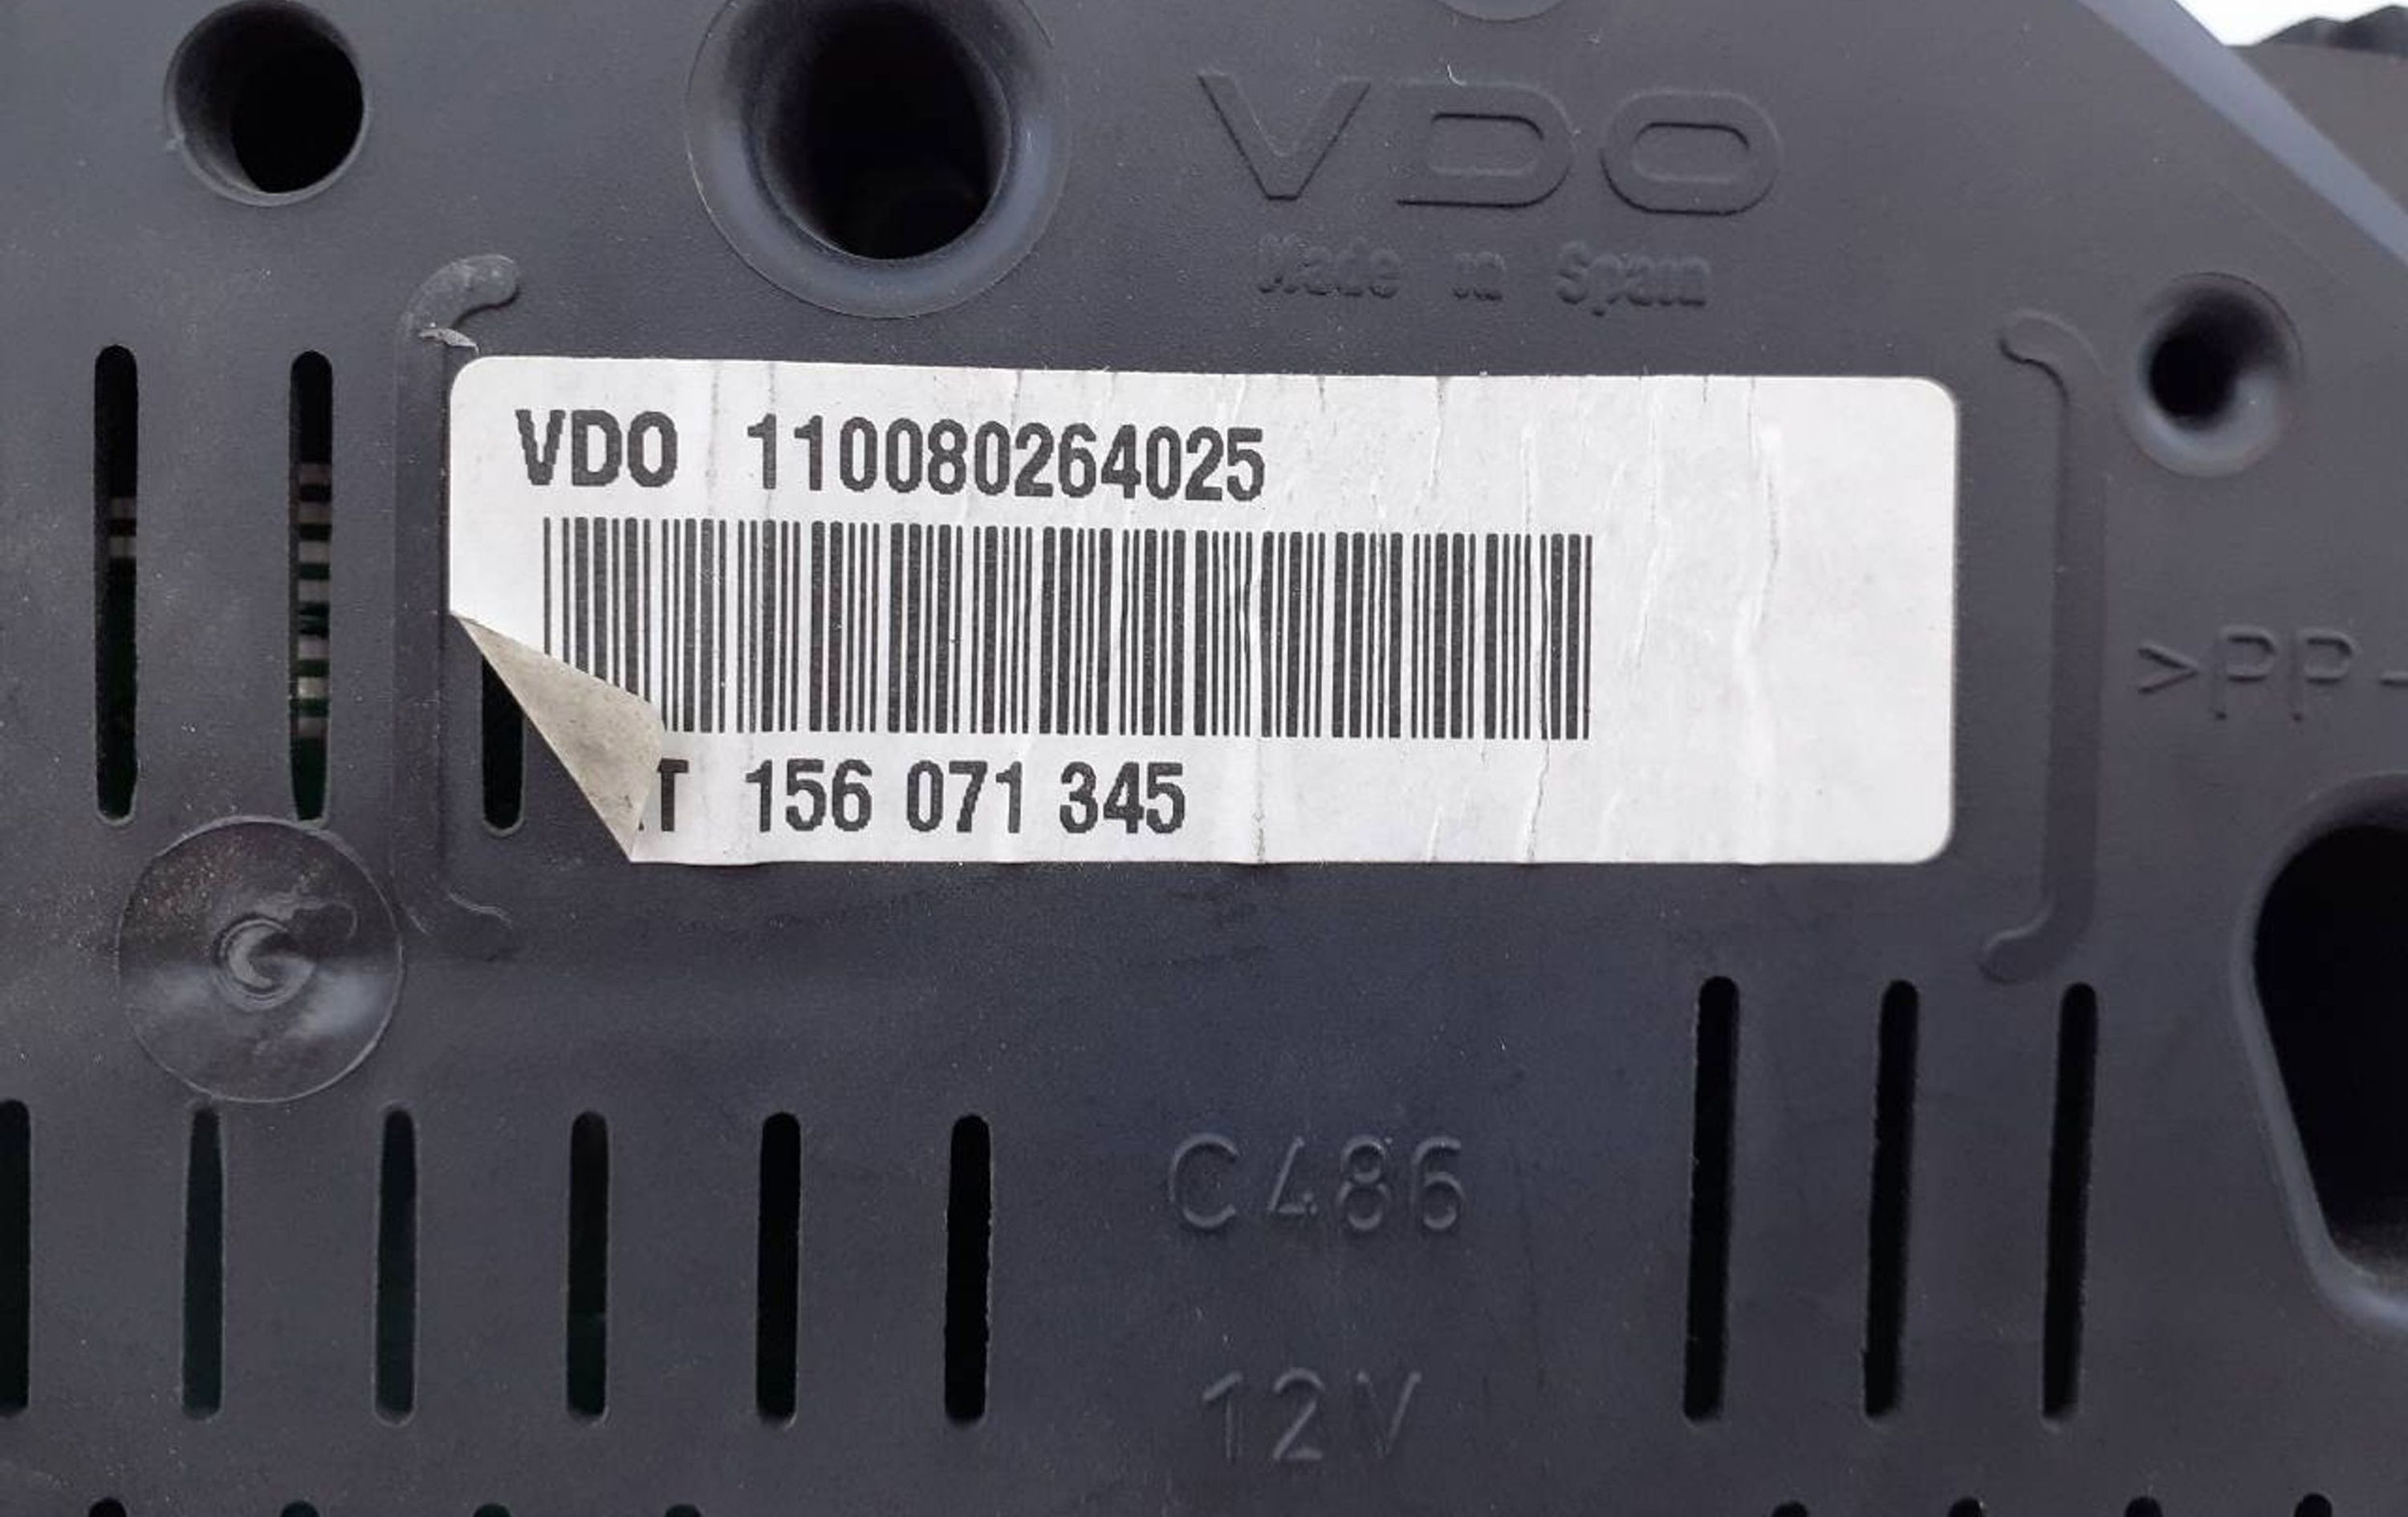 VDO
Made in Spain
VDO 110080264025
T 156 071 345
>PP-
C486
12V